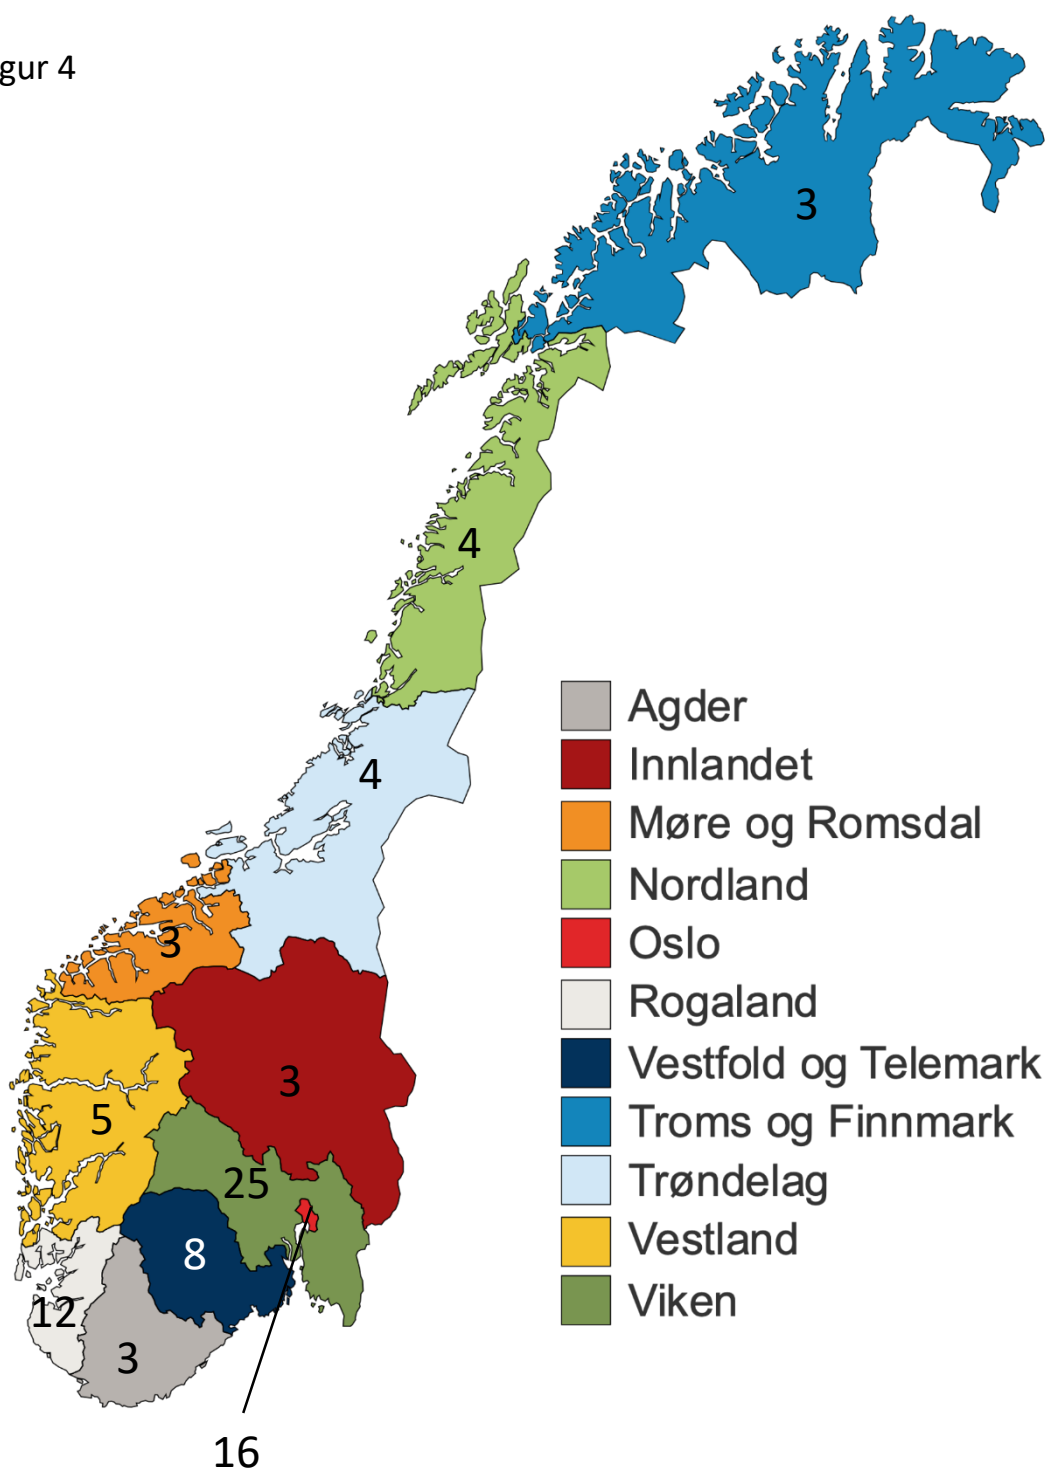 gur 4
3
4
4
3
3
5
25
8
12
3
16
Agder
Innlandet
Møre og Romsdal
Nordland
Oslo
Rogaland
Vestfold og Telemark
Troms og Finnmark
Trøndelag
Vestland
Viken